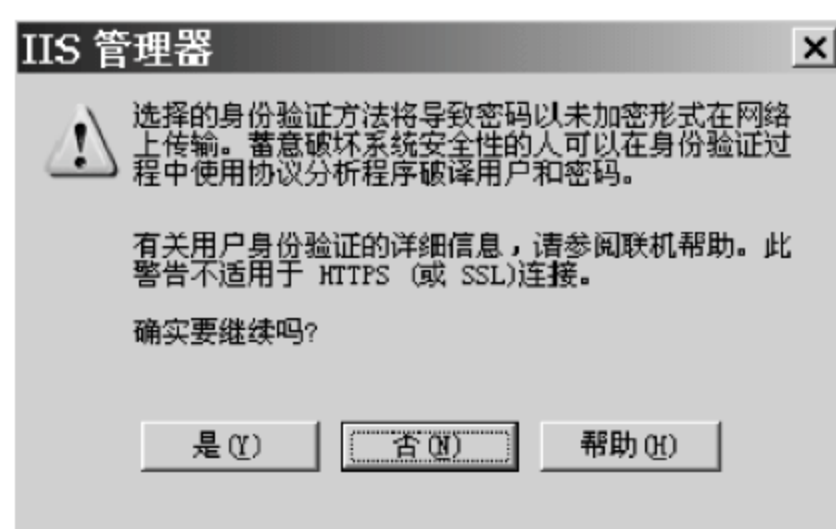 IIS 管理器
选择的身份验证方法将导致密码以未加密形式在网络
上传输。蓄意破坏系统安全性的人可以在身份验证过
程中使用协议分析程序破译用户和密码。
有关用户身份验证的详细信息，请参阅联机帮助。此
警告不适用于 HTTPS (或 SSL)连接。
确实要继续吗?
是(Y) 否(N) 帮助(H)